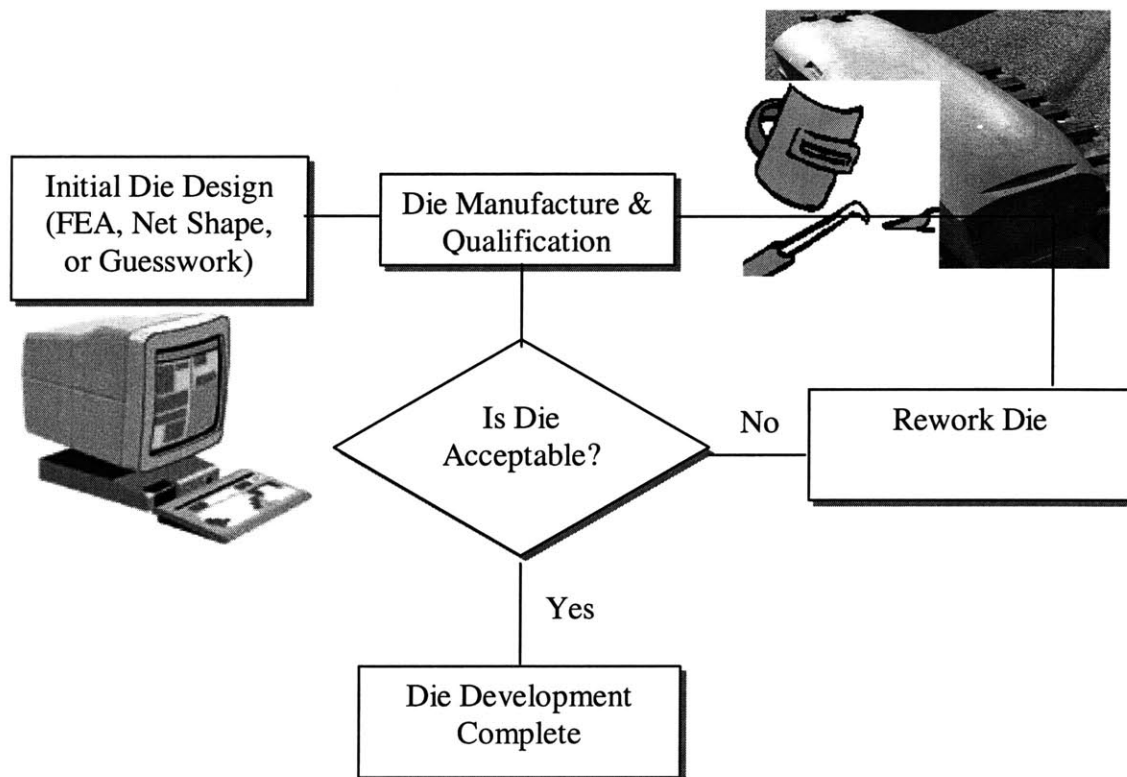 Initial Die Design
(FEA, Net Shape,
or Guesswork)
Die Manufacture &
Qualification
Is Die
Acceptable?
No
Rework Die
Yes
Die Development
Complete